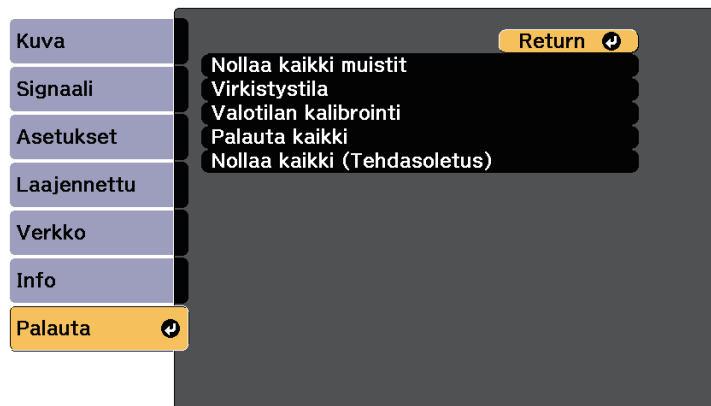 Kuva
Signaali
Asetukset
Laajennettu
Verkko
Info
Palauta
Return
Nollaa kaikki muistit
Virkistystila
Valotilan kalibrointi
Palauta kaikki
Nollaa kaikki (Tehdasoletus)